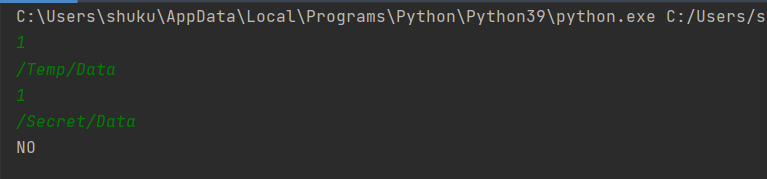 C:\Users\shuku\AppData\Local\Programs\Python\Python39\python.exe C:/Users/s
1
/Temp/Data
1
/Secret/Data
NO